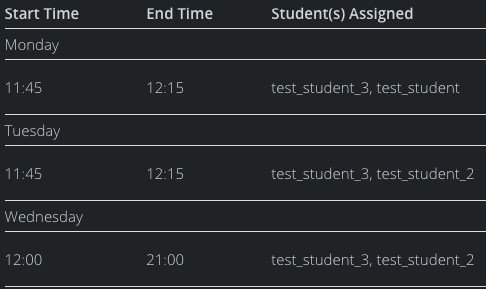 Start Time End Time Student(s) Assigned
Monday
11:45 12:15 test_student_3, test_student
Tuesday
11:45 12:15 test_student_3, test_student_2
Wednesday
12:00 21:00 test_student_3, test_student_2